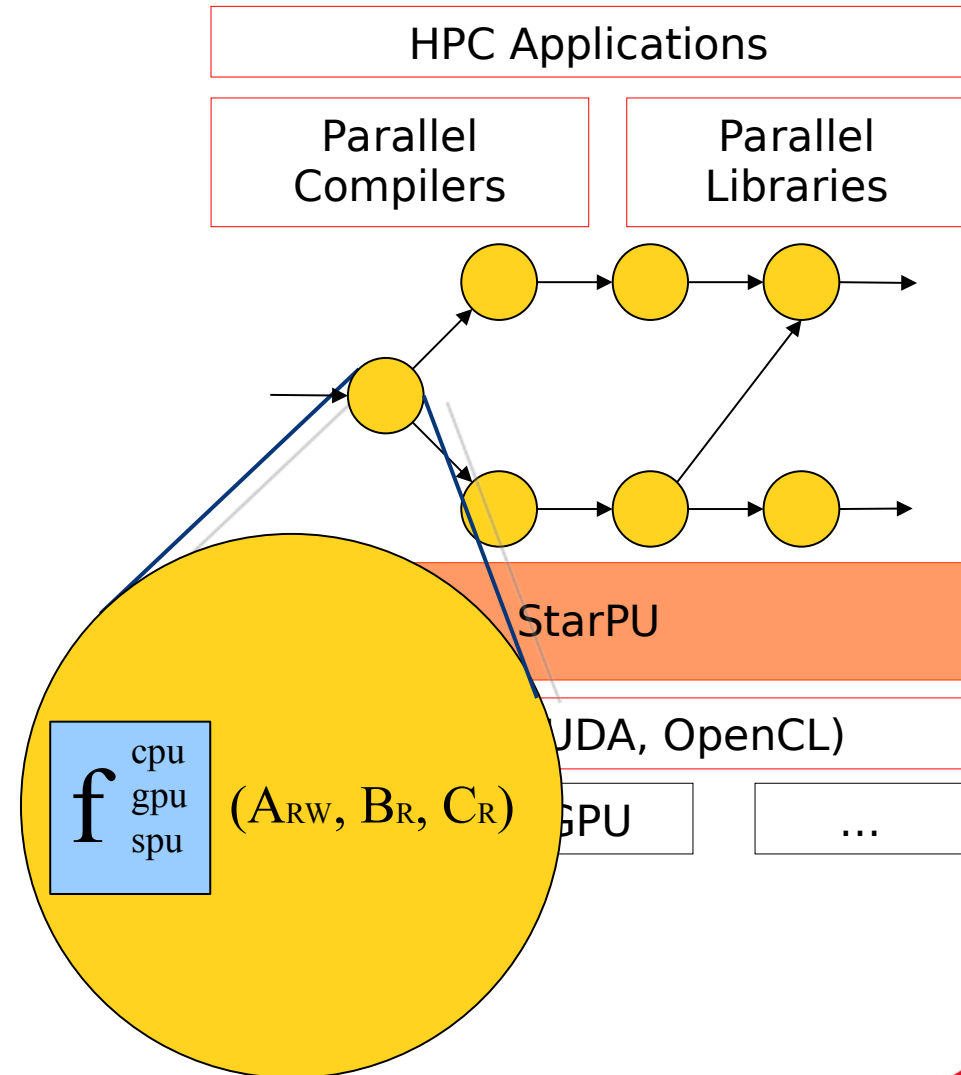 HPC Applications
Parallel
Compilers
Parallel
Libraries
StarPU
UDA, OpenCL)
GPU
...
f
cpu
gpu
spu
(ARW, BR, CR)